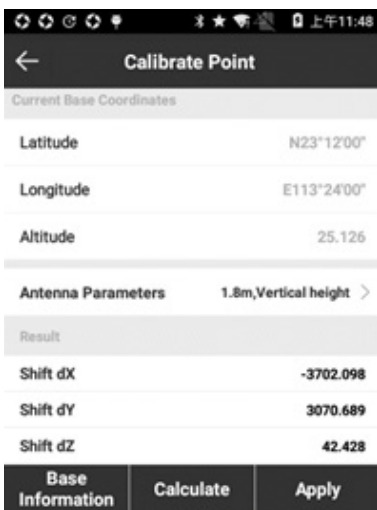 上午11:48
Calibrate Point
Current Base Coordinates
Latitude N23°12'00"
Longitude E113°24'00"
Altitude 25.126
Antenna Parameters 1.8m,Vertical height >
Result
Shift dX -3702.098
Shift dY 3070.689
Shift dZ 42.428
Base Information Calculate Apply